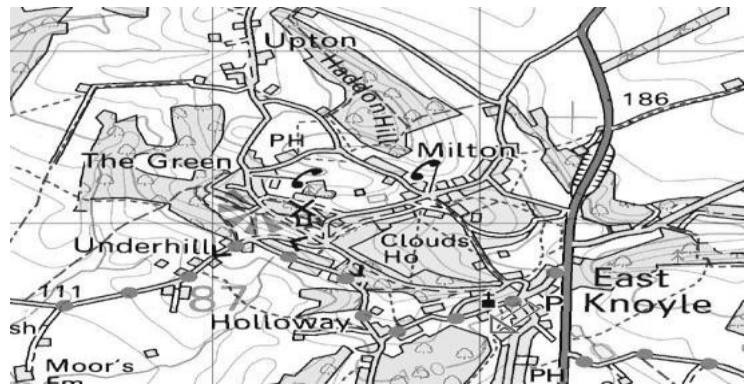 Upton
Haddon Hill
186
PH
Milton
The Green
Clouds
Ho
Underhill
East
Knoyle
111
87
P
sh
Holloway
Moor's
Fm
PH